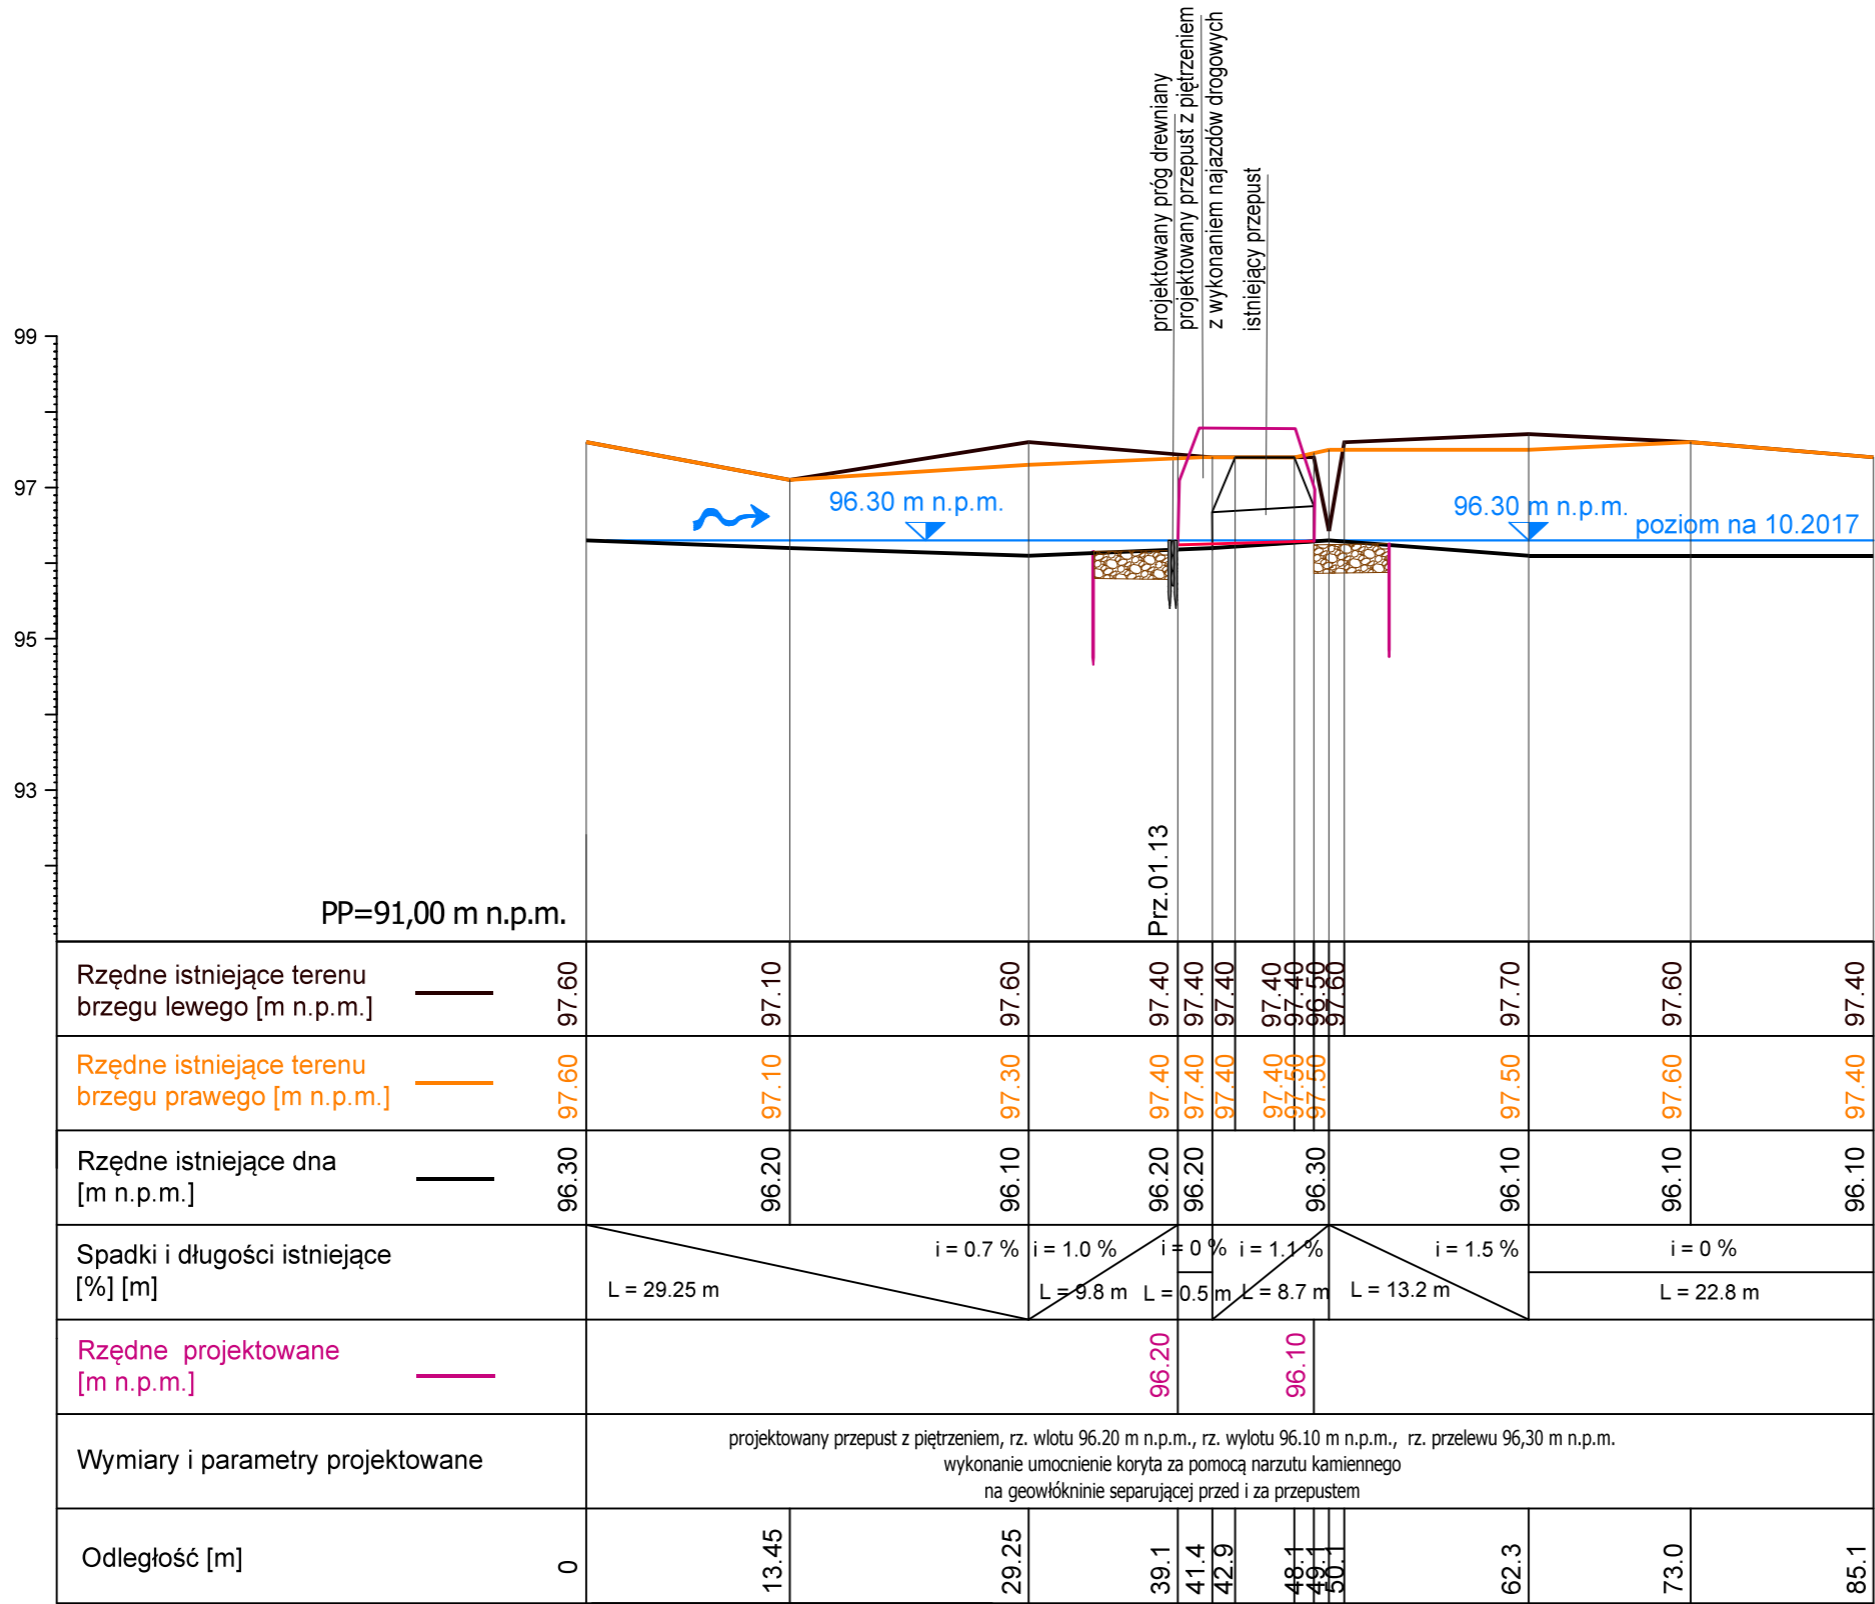 projektowany próg drewniany
projektowany przepust z piętrzeniem
z wykonaniem najazdów drogowych
istniejący przepust
99
97
95
93
96.30 m n.p.m.
96.30 m n.p.m.
poziom na 10.2017
Prz.01.13
PP=91,00 m n.p.m.
Rzędne istniejące terenu
brzegu lewego [m n.p.m.]
97.60 97.10 97.60 97.40 97.40 97.40 97.40 97.40 96.50 97.60 97.70 97.60 97.40
Rzędne istniejące terenu
brzegu prawego [m n.p.m.]
97.60 97.10 97.30 97.40 97.40 97.40 97.40 97.50 97.50 97.50 97.60 97.40
Rzędne istniejące dna
[m n.p.m.]
96.30 96.20 96.10 96.20 96.20 96.30 96.10 96.10 96.10
Spadki i długości istniejące
[%] [m]
i = 0.7 % i = 1.0 % i = 0 % i = 1.1 % i = 1.5 % i = 0 %
L = 29.25 m L = 9.8 m L = 0.5 m L = 8.7 m L = 13.2 m L = 22.8 m
Rzędne projektowane
[m n.p.m.]
96.20 96.10
Wymiary i parametry projektowane
projektowany przepust z piętrzeniem, rz. wlotu 96.20 m n.p.m., rz. wylotu 96.10 m n.p.m., rz. przelewu 96,30 m n.p.m.
wykonanie umocnienie koryta za pomocą narzutu kamiennego
na geowłókninie separującej przed i za przepustem
Odległość [m]
0 13.45 29.25 39.1 41.4 42.9 48.1 49.1 50.1 62.3 73.0 85.1